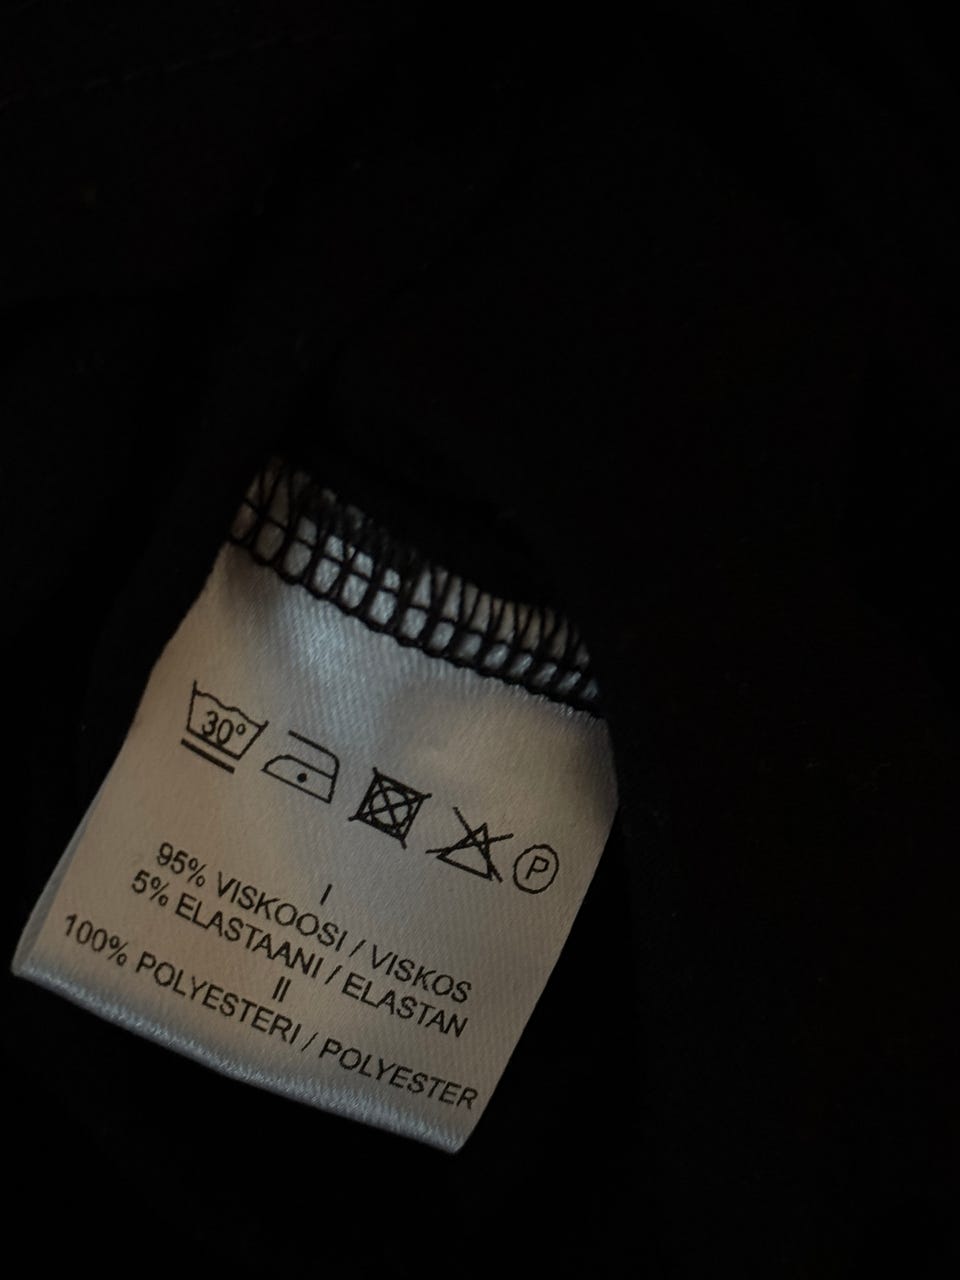 30°
P
I
95% VISKOOSI / VISKOS
5% ELASTAANI / ELASTAN
II
100% POLYESTERI / POLYESTER